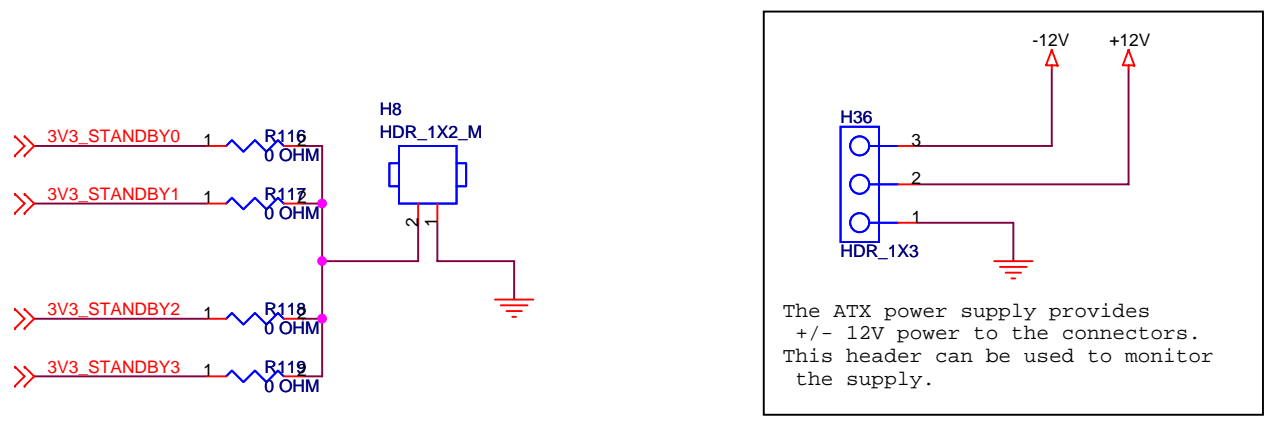 H8
HDR_1X2_M
3V3_STANDBY0 1 R116 2
0 OHM
3V3_STANDBY1 1 R117 2
0 OHM
2 1
3V3_STANDBY2 1 R118 2
0 OHM
3V3_STANDBY3 1 R119 2
0 OHM
-12V +12V
H36
3
2
1
HDR_1X3
The ATX power supply provides
+/- 12V power to the connectors.
This header can be used to monitor
the supply.